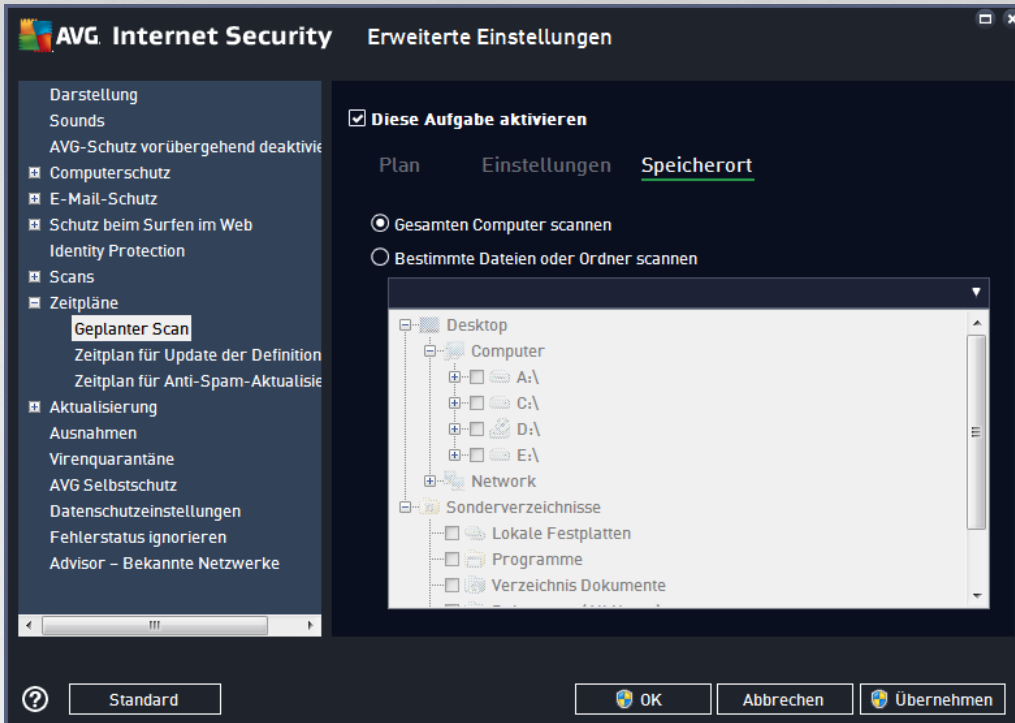 AVG Internet Security Erweiterte Einstellungen
Darstellung
Sounds
AVG-Schutz vorübergehend
Computerschutz
E-Mail-Schutz
Schutz beim Surfen im Web
Identity Protection
Scans
Zeitpläne
Geplanter Scan
Zeitplan für Update der Definition
Zeitplan für Anti-Spam-Aktualisie
Aktualisierung
Ausnahmen
Virenquarantäne
AVG Selbstschutz
Datenschutzeinstellungen
Fehlerstatus ignorieren
Advisor – Bekannte Netzwerke
Diese Aufgabe aktivieren
Plan Einstellungen Speicherort
Gesamten Computer scannen
Bestimmte Dateien oder Ordner scannen
Desktop
Computer
A:\
C:\
D:\
E:\
Network
Sonderverzeichnisse
Lokale Festplatten
Programme
Verzeichnis Dokumente
? Standard OK Abbrechen Übernehmen